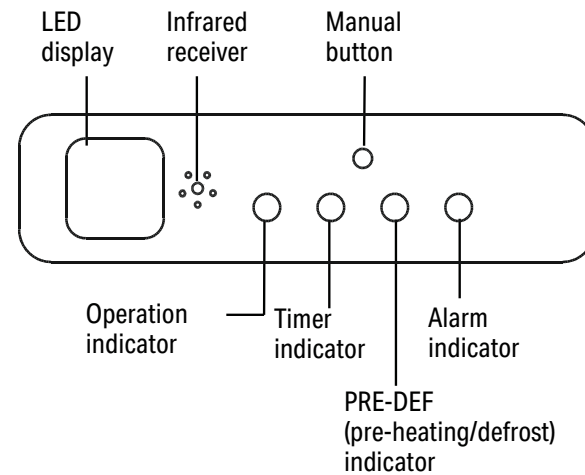 LED
display
Infrared
receiver
Manual
button
Operation
indicator
Timer
indicator
Alarm
indicator
PRE-DEF
(pre-heating/defrost)
indicator